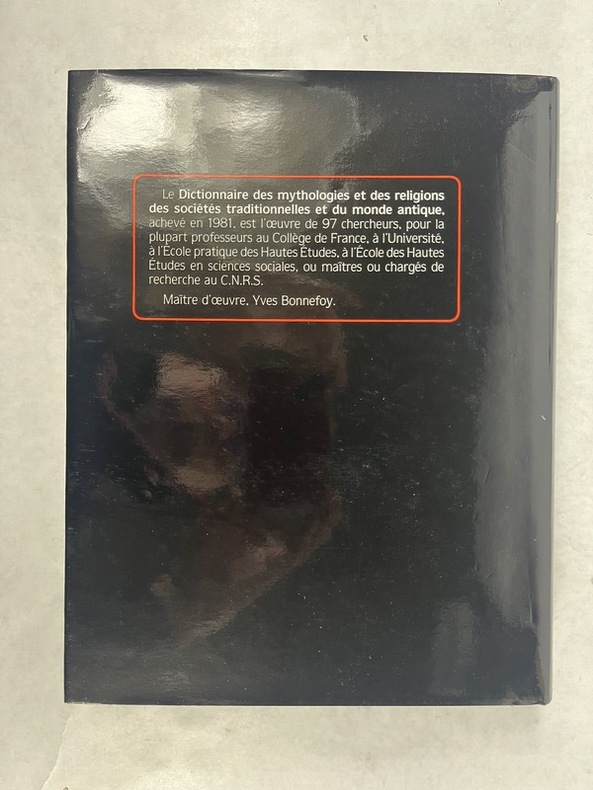 Le Dictionnaire des mythologies et des religions
des sociétés traditionnelles et du monde antique,
achevé en 1981, est l'œuvre de 97 chercheurs, pour la
plupart professeurs au Collège de France, à l'Université,
à l'École pratique des Hautes Études, à l'École des Hautes
Études en sciences sociales, ou maîtres ou chargés de
recherche au C.N.R.S.
Maître d'œuvre, Yves Bonnefoy.